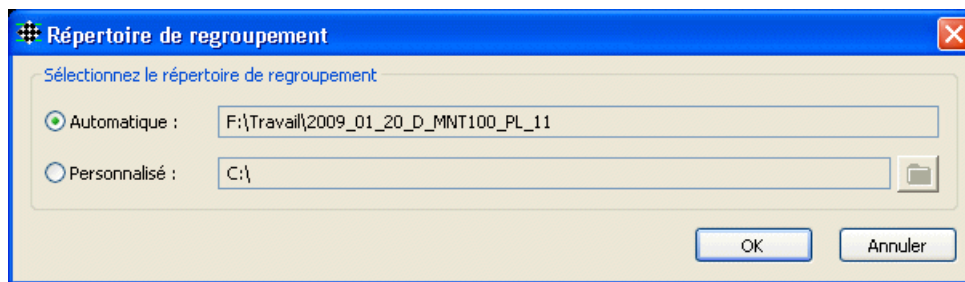 Répertoire de regroupement
Sélectionnez le répertoire de regroupement
Automatique : F:\Travail\2009_01_20_D_MNT100_PL_11
Personnalisé : C:\
OK Annuler